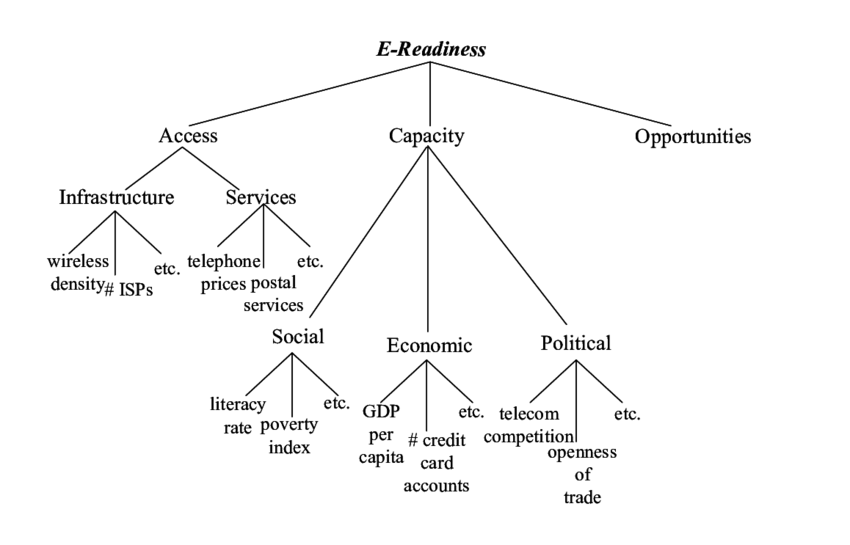 E-Readiness
Access
Capacity
Opportunities
Infrastructure
Services
wireless
density
# ISPs
etc.
telephone
prices
postal
services
etc.
Social
Economic
Political
literacy
rate
poverty
index
etc.
GDP
per
capita
# credit
card
accounts
etc.
telecom
competition
openness
of
trade
etc.